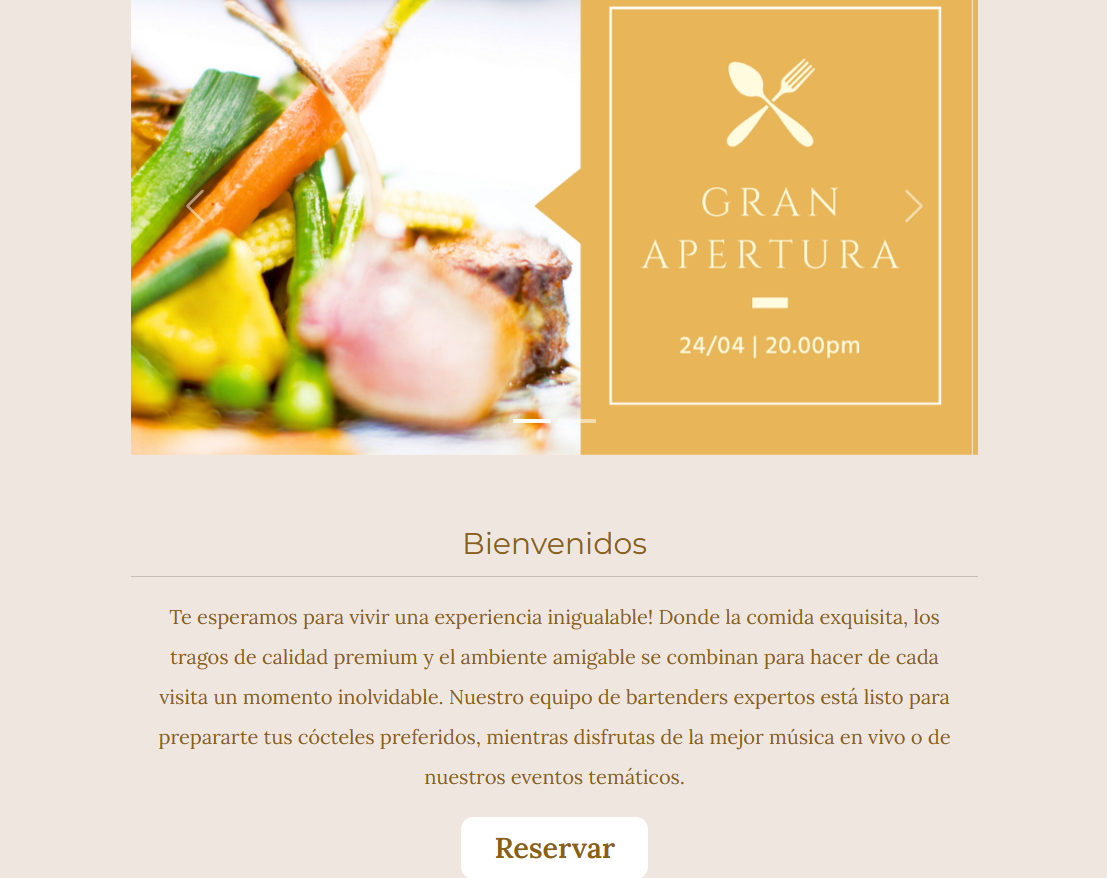 GRAN
APERTURA
24/04 | 20.00pm
Bienvenidos
Te esperamos para vivir una experiencia inigualable! Donde la comida exquisita, los
tragos de calidad premium y el ambiente amigable se combinan para hacer de cada
visita un momento inolvidable. Nuestro equipo de bartenders expertos está listo para
prepararte tus cócteles preferidos, mientras disfrutas de la mejor música en vivo o de
nuestros eventos temáticos.
Reservar